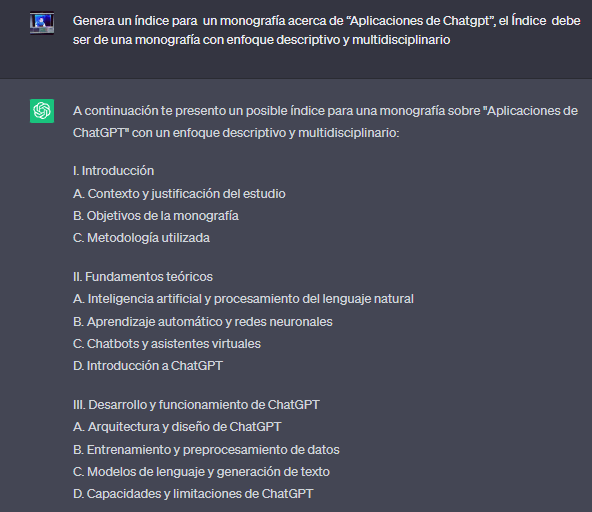 Genera un índice para un monografía acerca de “Aplicaciones de Chatgpt”, el Índice debe
ser de una monografía con enfoque descriptivo y multidisciplinario
A continuación te presento un posible índice para una monografía sobre "Aplicaciones de
ChatGPT" con un enfoque descriptivo y multidisciplinario:
I. Introducción
A. Contexto y justificación del estudio
B. Objetivos de la monografía
C. Metodología utilizada
II. Fundamentos teóricos
A. Inteligencia artificial y procesamiento del lenguaje natural
B. Aprendizaje automático y redes neuronales
C. Chatbots y asistentes virtuales
D. Introducción a ChatGPT
III. Desarrollo y funcionamiento de ChatGPT
A. Arquitectura y diseño de ChatGPT
B. Entrenamiento y preprocesamiento de datos
C. Modelos de lenguaje y generación de texto
D. Capacidades y limitaciones de ChatGPT